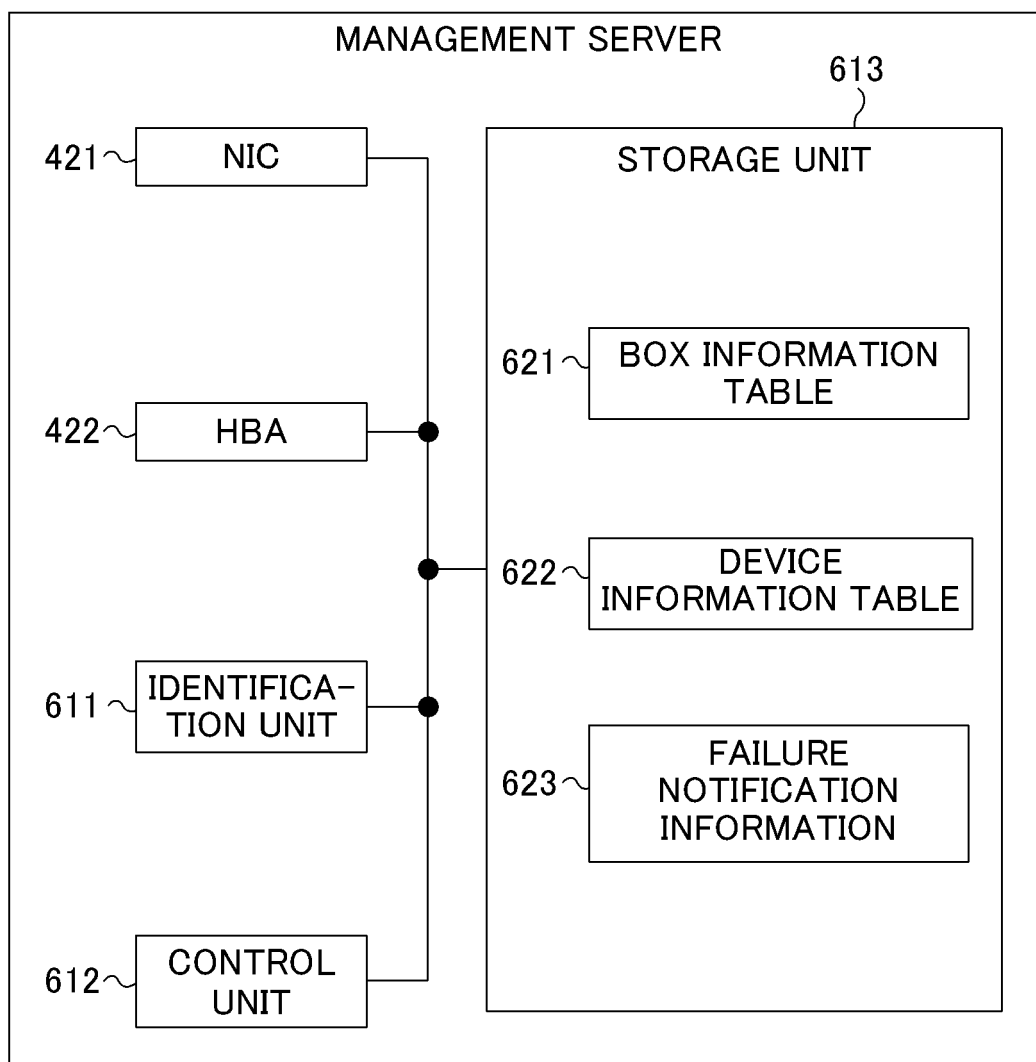 MANAGEMENT SERVER
613
421
NIC
STORAGE UNIT
621
BOX INFORMATION
TABLE
422
HBA
622
DEVICE
INFORMATION TABLE
611
IDENTIFICA-
TION UNIT
623
FAILURE
NOTIFICATION
INFORMATION
612
CONTROL
UNIT